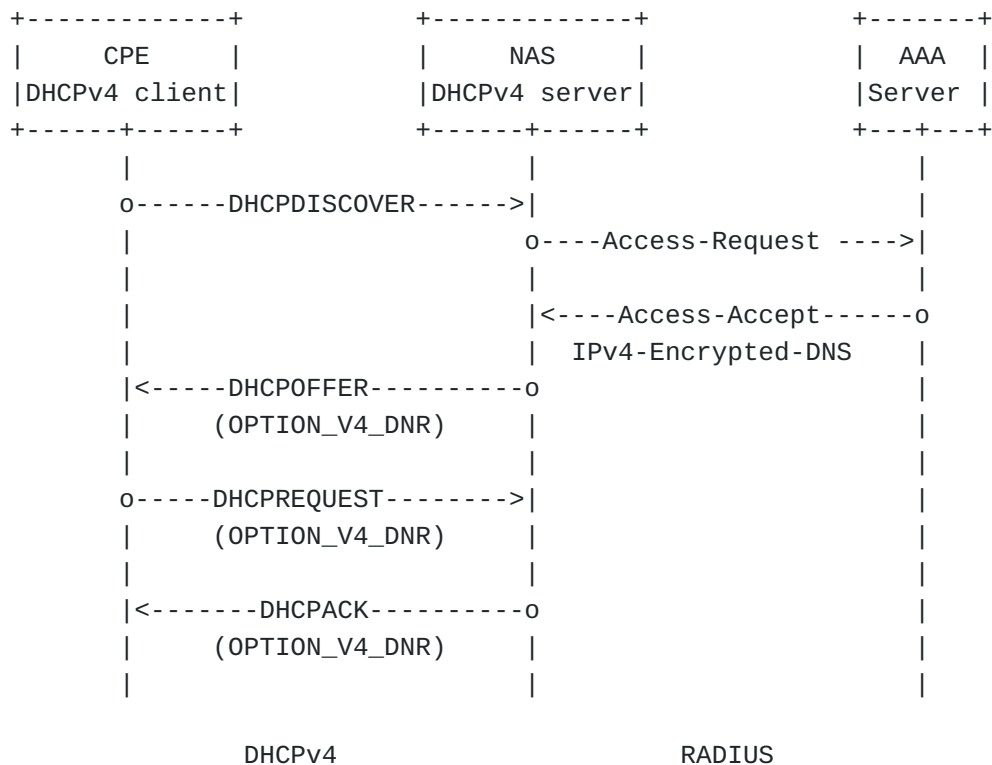 CPE NAS AAA
DHCPv4 client DHCPv4 server Server
DHCPDISCOVER
Access-Request
Access-Accept
IPv4-Encrypted-DNS
DHCPOFFER
(OPTION_V4_DNR)
DHCPREQUEST
(OPTION_V4_DNR)
DHCPACK
(OPTION_V4_DNR)
DHCPv4 RADIUS